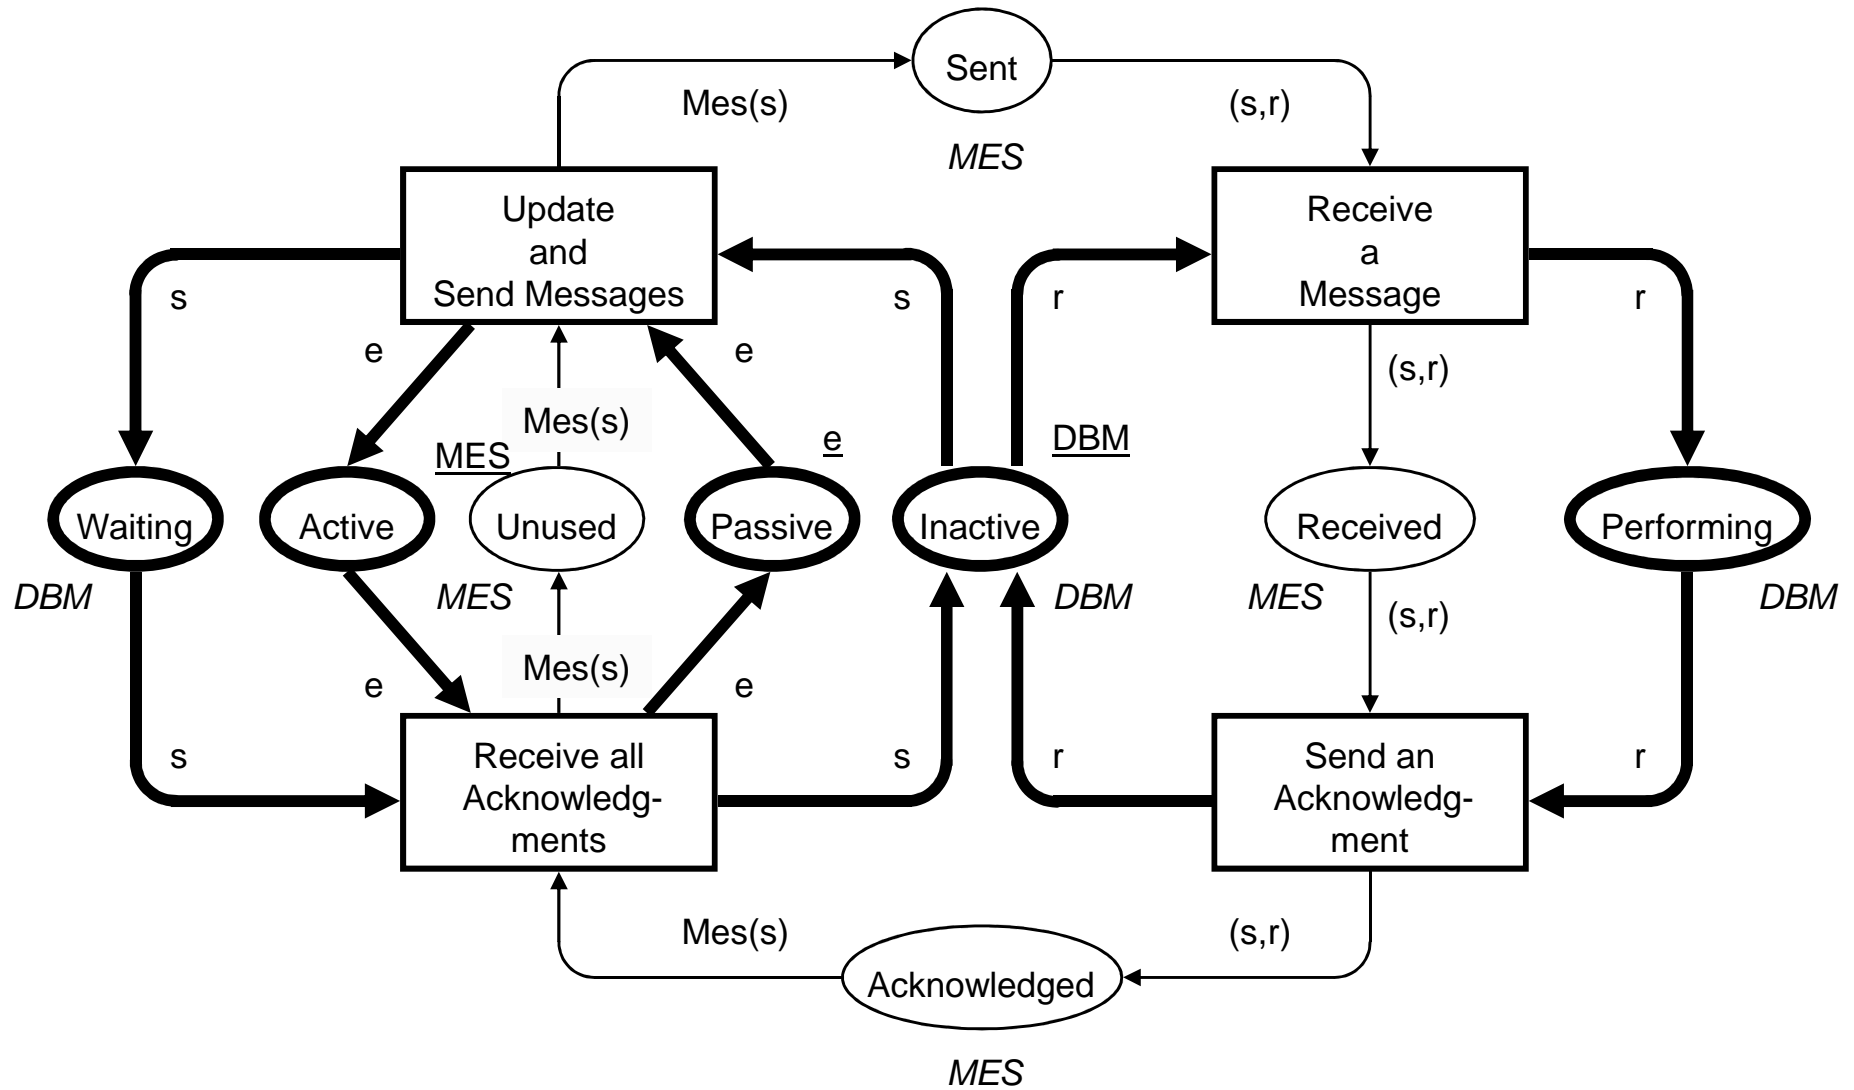 Sent
Mes(s)
(s,r)
MES
Update
and
Send Messages
Receive
a
Message
s
s
r
r
e
e
(s,r)
Mes(s)
MES
e
DBM
Waiting
Active
Unused
Passive
Inactive
Received
Performing
DBM
MES
DBM
MES
DBM
(s,r)
Mes(s)
e
e
s
s
r
r
Receive all
Acknowledg-
ments
Send an
Acknowledg-
ment
Mes(s)
(s,r)
Acknowledged
MES